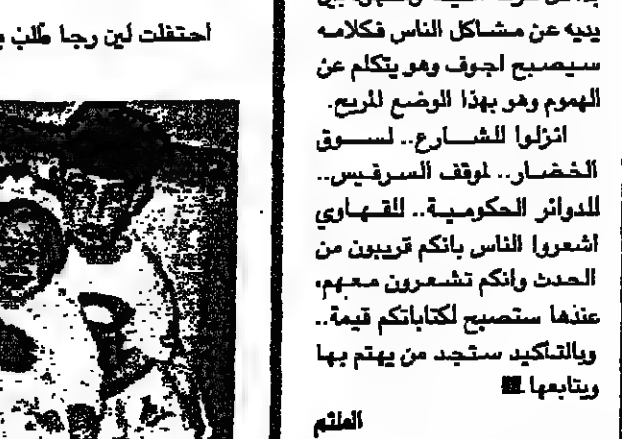 يديه عن مشاكل الناس فكلامه
سيصبح اجوف وهو يتكلم عن
الهموم وهو بهذا الوضع المريح.
انزلوا للشارع.. لسوق
الخضار.. لموقف السرفيس..
للدوائر الحكومية.. للقهاوي
اشعروا الناس بانكم قريبون من
الحدث وانكم تشعرون معهم،
عندها ستصبح لكتاباتكم قيمة..
وبالتاكيد ستجد من يهتم بها
ويتابعها
الملثم
احتفلت لين رجا